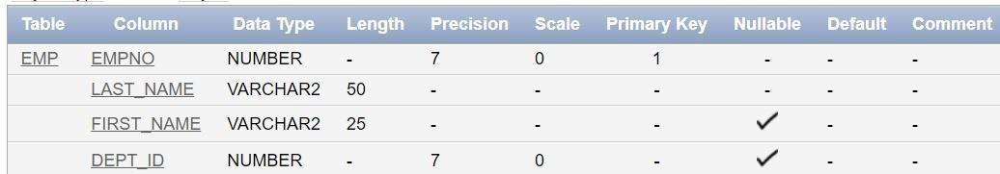 Table Column Data Type Length Precision Scale Primary Key Nullable Default Comment
EMP EMPNO NUMBER - 7 0 1 - - -
LAST_NAME VARCHAR2 50 - - - - - -
FIRST_NAME VARCHAR2 25 - - - ✓ - -
DEPT_ID NUMBER - 7 0 - ✓ - -